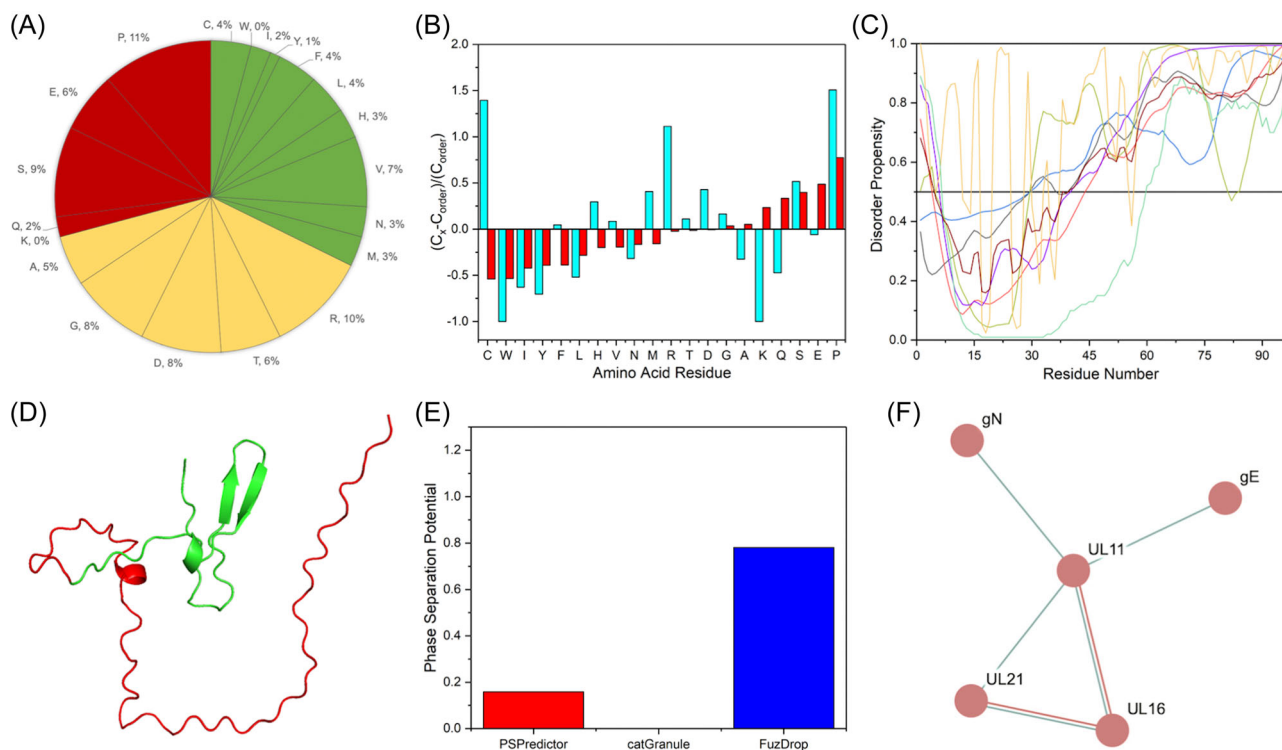 (A)
C, 4%
W, 0%
I, 2%
Y, 1%
F, 4%
L, 4%
H, 3%
V, 7%
N, 3%
M, 3%
R, 10%
T, 6%
D, 8%
G, 8%
A, 5%
K, 0%
Q, 2%
S, 9%
E, 6%
P, 11%
(B)
(Cx-Corder)/(Corder)
2.0
1.5
1.0
0.5
0.0
-0.5
-1.0
C W I Y F L H V N M R T D G A K Q S E P
Amino Acid Residue
(C)
Disorder Propensity
1.0
0.8
0.6
0.4
0.2
0.0
0 15 30 45 60 75 90
Residue Number
(D)
(E)
Phase Separation Potential
1.2
1.0
0.8
0.6
0.4
0.2
0.0
PSPredictor catGranule FuzDrop
(F)
gN
gE
UL11
UL21
UL16